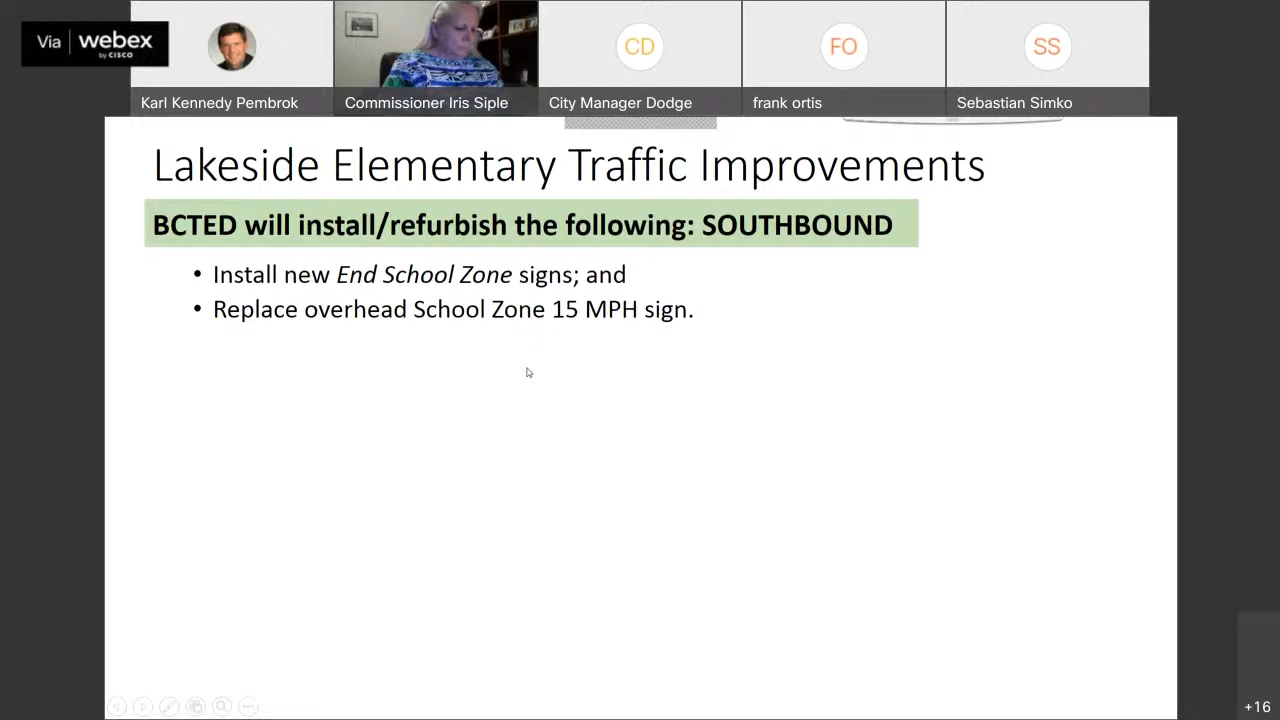 Via webex
by CISCO
CD
FO
SS
Karl Kennedy Pembrok
Commissioner Iris Siple
City Manager Dodge
frank ortis
Sebastian Simko
Lakeside Elementary Traffic Improvements
BCTED will install/refurbish the following: SOUTHBOUND
• Install new End School Zone signs; and
• Replace overhead School Zone 15 MPH sign.
+16